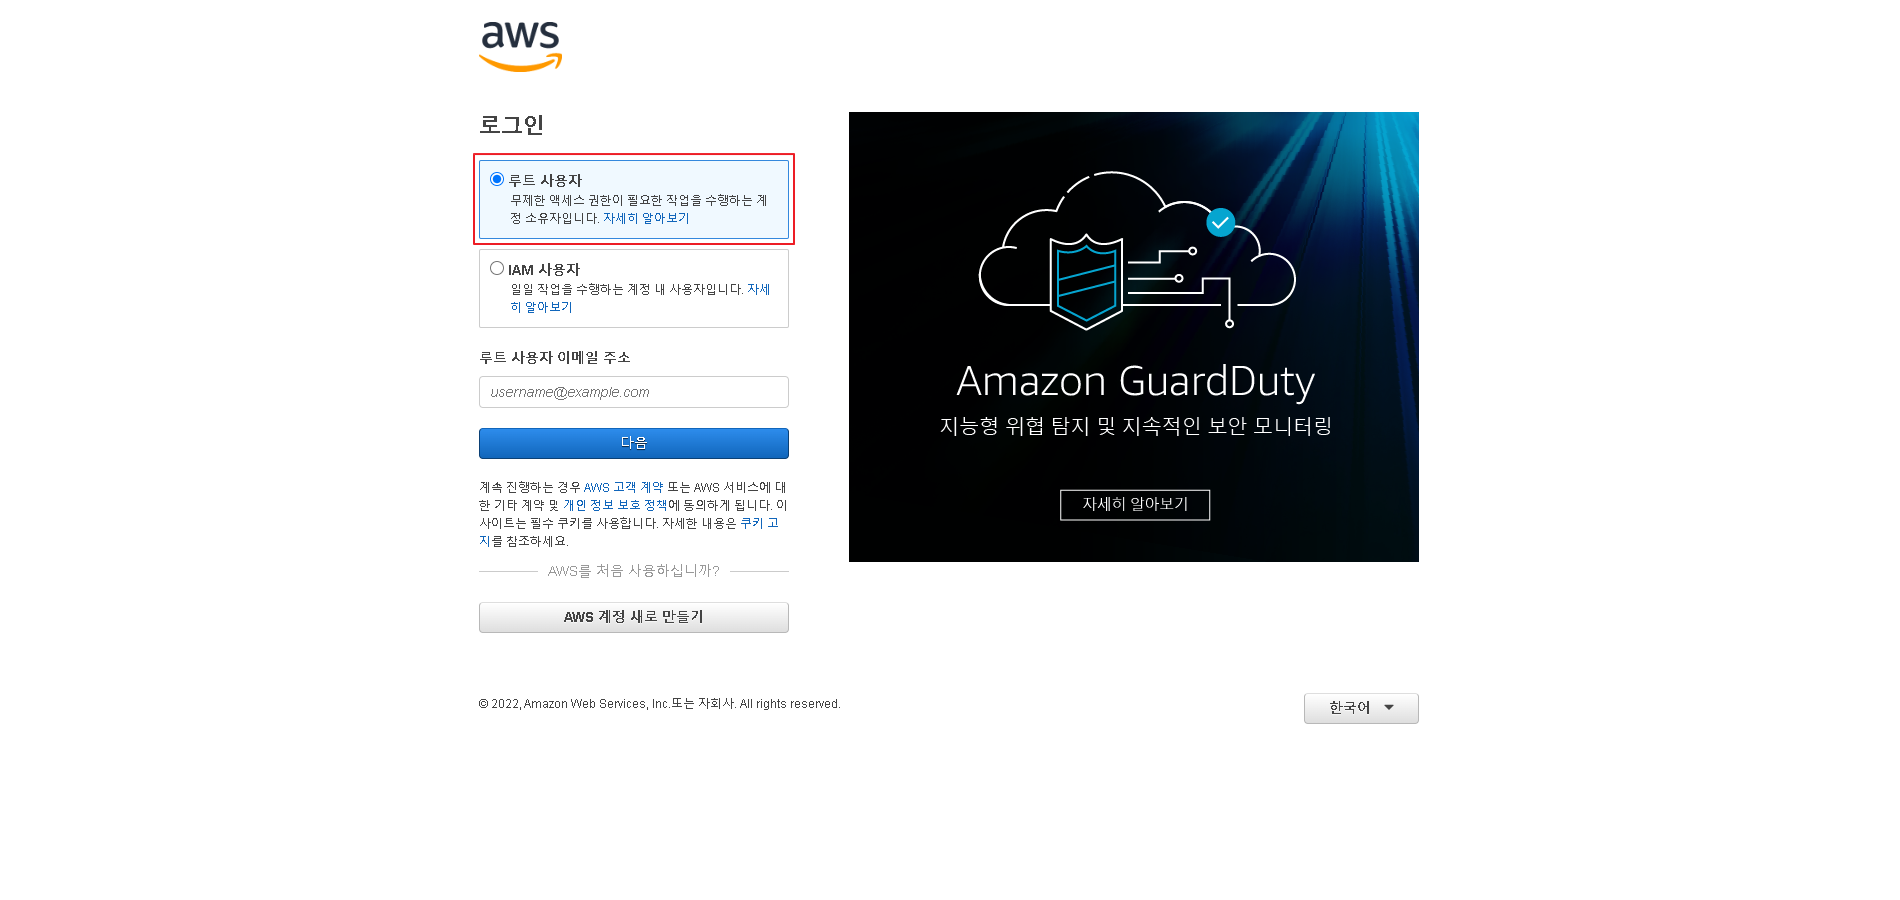 aws
로그인
루트 사용자
무제한 액세스 권한이 필요한 작업을 수행하는 계
정 소유자입니다. 자세히 알아보기
IAM 사용자
일일 작업을 수행하는 계정 내 사용자입니다. 자세
히 알아보기
루트 사용자 이메일 주소
username@example.com
다음
계속 진행하는 경우 AWS 고객 계약 또는 AWS 서비스에 대
한 기타 계약 및 개인 정보 보호 정책에 동의하게 됩니다. 이
사이트는 필수 쿠키를 사용합니다. 자세한 내용은 쿠키 고
지를 참조하세요.
AWS를 처음 사용하십니까?
AWS 계정 새로 만들기
Amazon GuardDuty
지능형 위협 탐지 및 지속적인 보안 모니터링
자세히 알아보기
© 2022, Amazon Web Services, Inc.또는 자회사. All rights reserved.
한국어